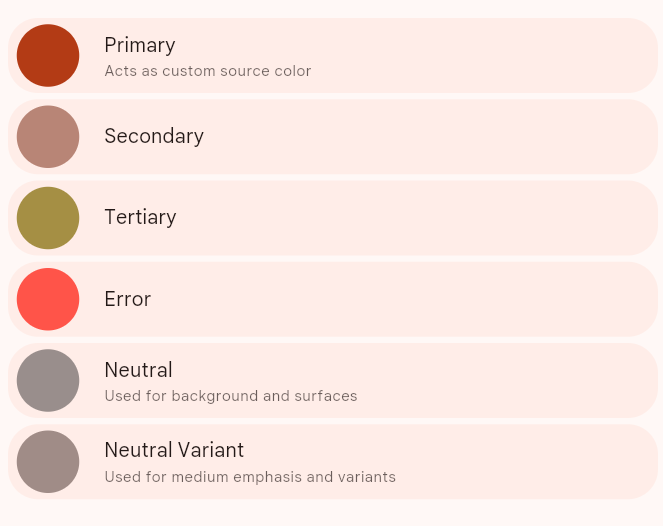 Primary
Acts as custom source color
Secondary
Tertiary
Error
Neutral
Used for background and surfaces
Neutral Variant
Used for medium emphasis and variants